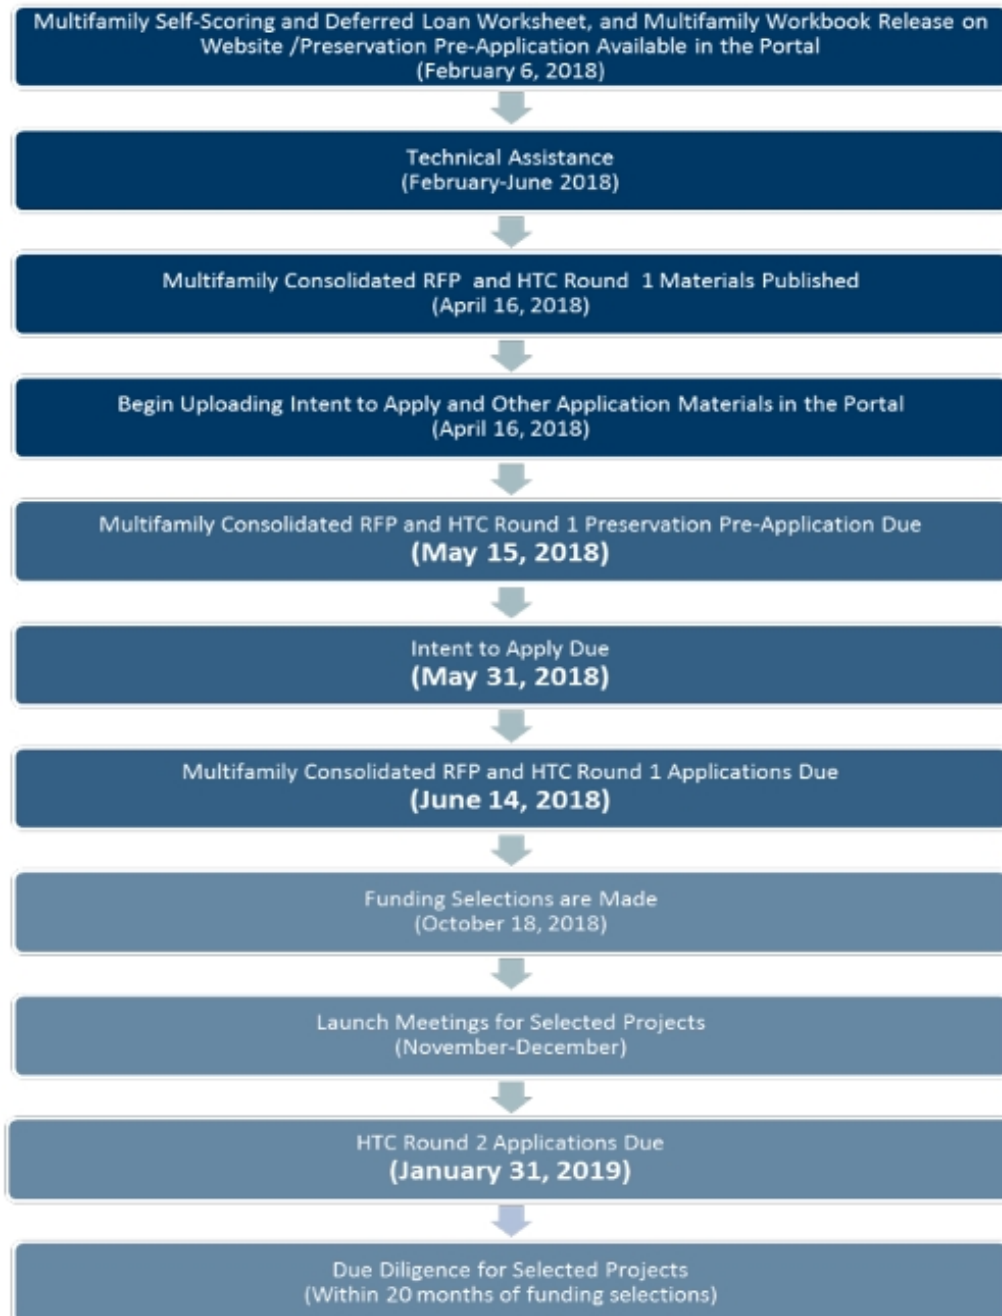 Multifamily Self-Scoring and Deferred Loan Worksheet, and Multifamily Workbook Release on
Website /Preservation Pre-Application Available in the Portal
(February 6, 2018)
Technical Assistance
(February-June 2018)
Multifamily Consolidated RFP and HTC Round 1 Materials Published
(April 16, 2018)
Begin Uploading Intent to Apply and Other Application Materials in the Portal
(April 16, 2018)
Multifamily Consolidated RFP and HTC Round 1 Preservation Pre-Application Due
(May 15, 2018)
Intent to Apply Due
(May 31, 2018)
Multifamily Consolidated RFP and HTC Round 1 Applications Due
(June 14, 2018)
Funding Selections are Made
(October 18, 2018)
Launch Meetings for Selected Projects
(November-December)
HTC Round 2 Applications Due
(January 31, 2019)
Due Diligence for Selected Projects
(Within 20 months of funding selections)